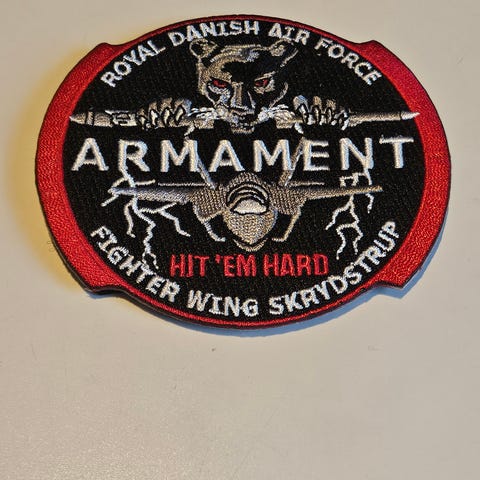 ROYAL DANISH AIR FORCE
ARMAMENT
HIT 'EM HARD
FIGHTER WING SKRYDSTRUP